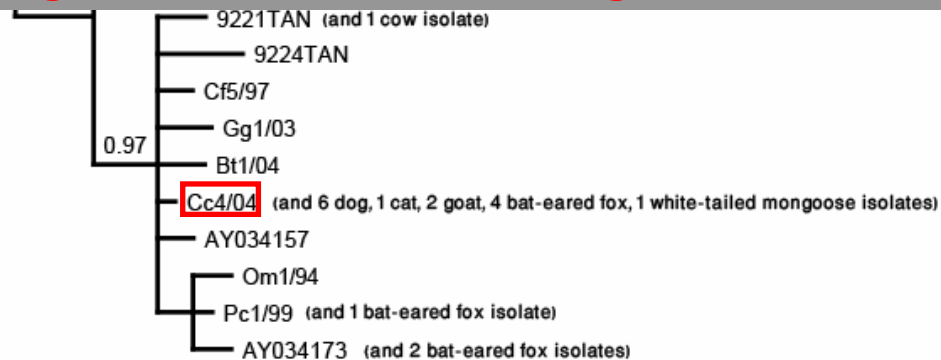 9221TAN (and 1 cow isolate)
9224TAN
Cf5/97
Gg1/03
0.97
Bt1/04
Cc4/04 (and 6 dog, 1 cat, 2 goat, 4 bat-eared fox, 1 white-tailed mongoose isolates)
AY034157
Om1/94
Pc1/99 (and 1 bat-eared fox isolate)
AY034173 (and 2 bat-eared fox isolates)